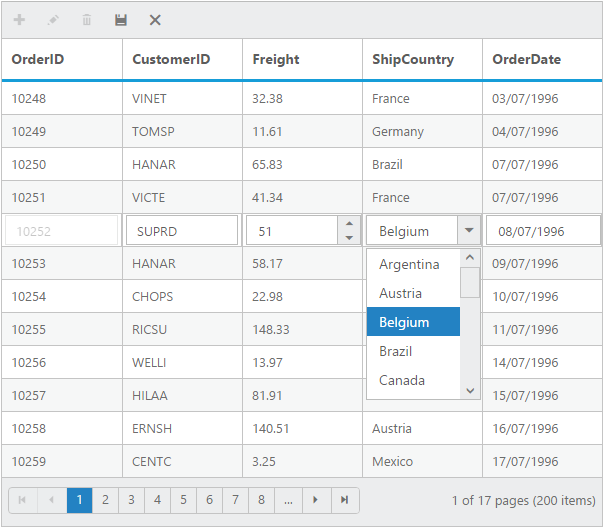 OrderID CustomerID Freight ShipCountry OrderDate
10248 VINET 32.38 France 03/07/1996
10249 TOMSP 11.61 Germany 04/07/1996
10250 HANAR 65.83 Brazil 07/07/1996
10251 VICTE 41.34 France 07/07/1996
10252 SUPRD 51 Belgium 08/07/1996
10253 HANAR 58.17 Argentina 09/07/1996
10254 CHOPS 22.98 Austria 10/07/1996
10255 RICSU 148.33 Belgium 11/07/1996
10256 WELLI 13.97 Brazil 14/07/1996
10257 HILAA 81.91 Canada 15/07/1996
10258 ERNSH 140.51 Austria 16/07/1996
10259 CENTC 3.25 Mexico 17/07/1996
1 2 3 4 5 6 7 8 ... 1 of 17 pages (200 items)